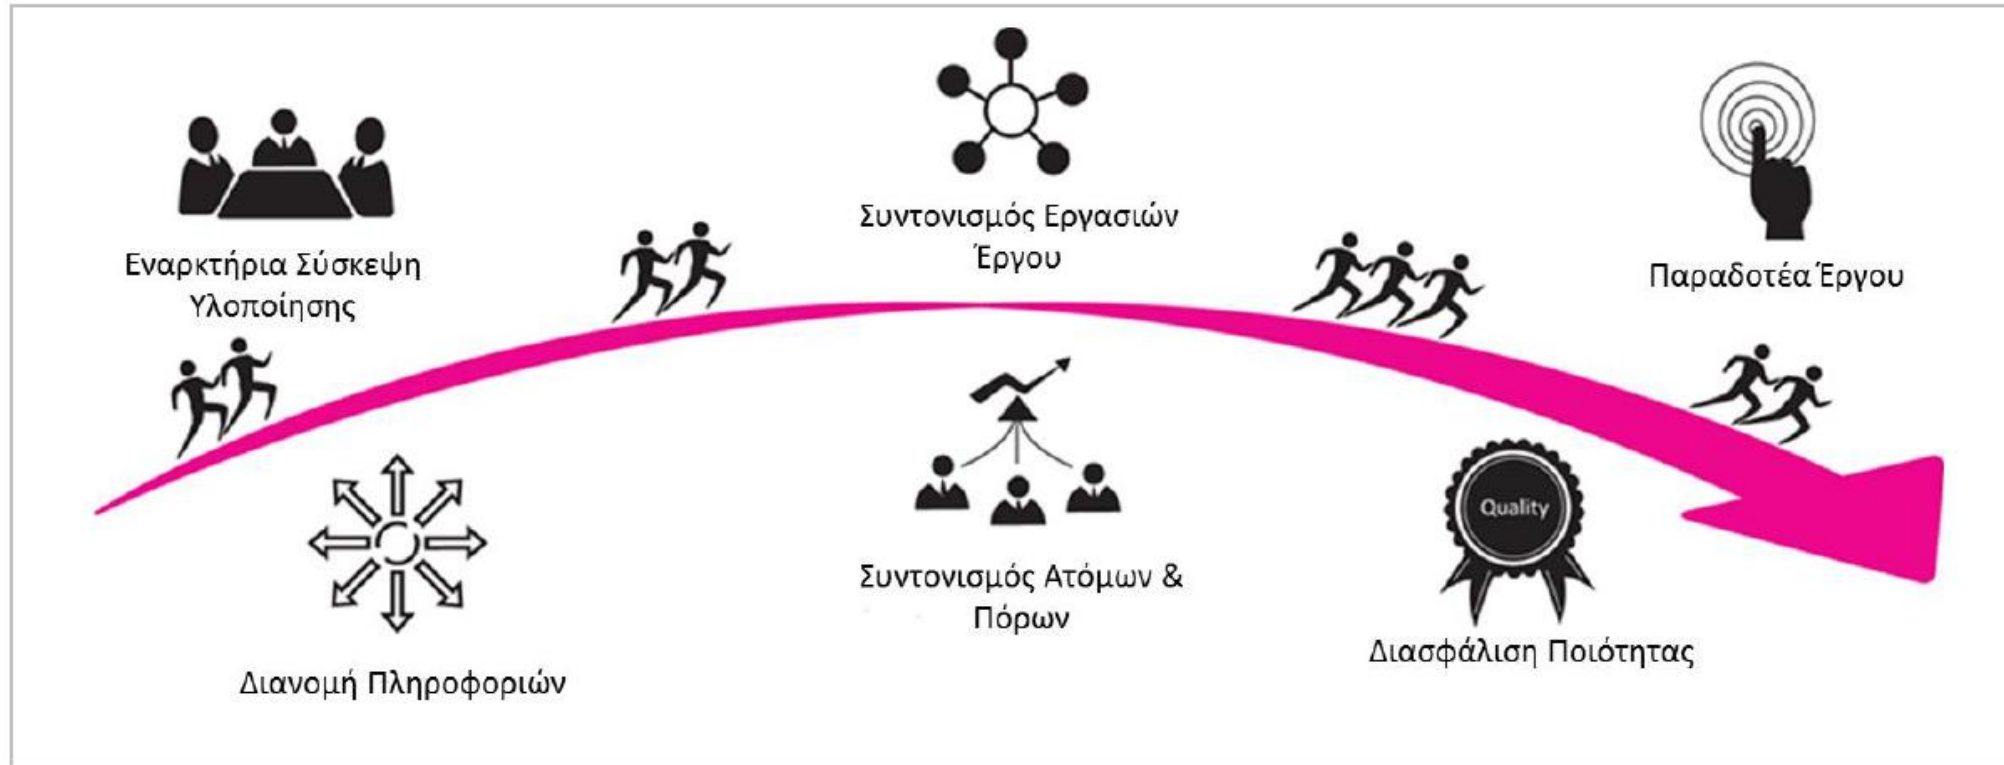 Εναρκτήρια Σύσκεψη
Υλοποίησης
Συντονισμός Εργασιών
Έργου
Παραδοτέα Έργου
Διανομή Πληροφοριών
Συντονισμός Ατόμων &
Πόρων
Quality
Διασφάλιση Ποιότητας